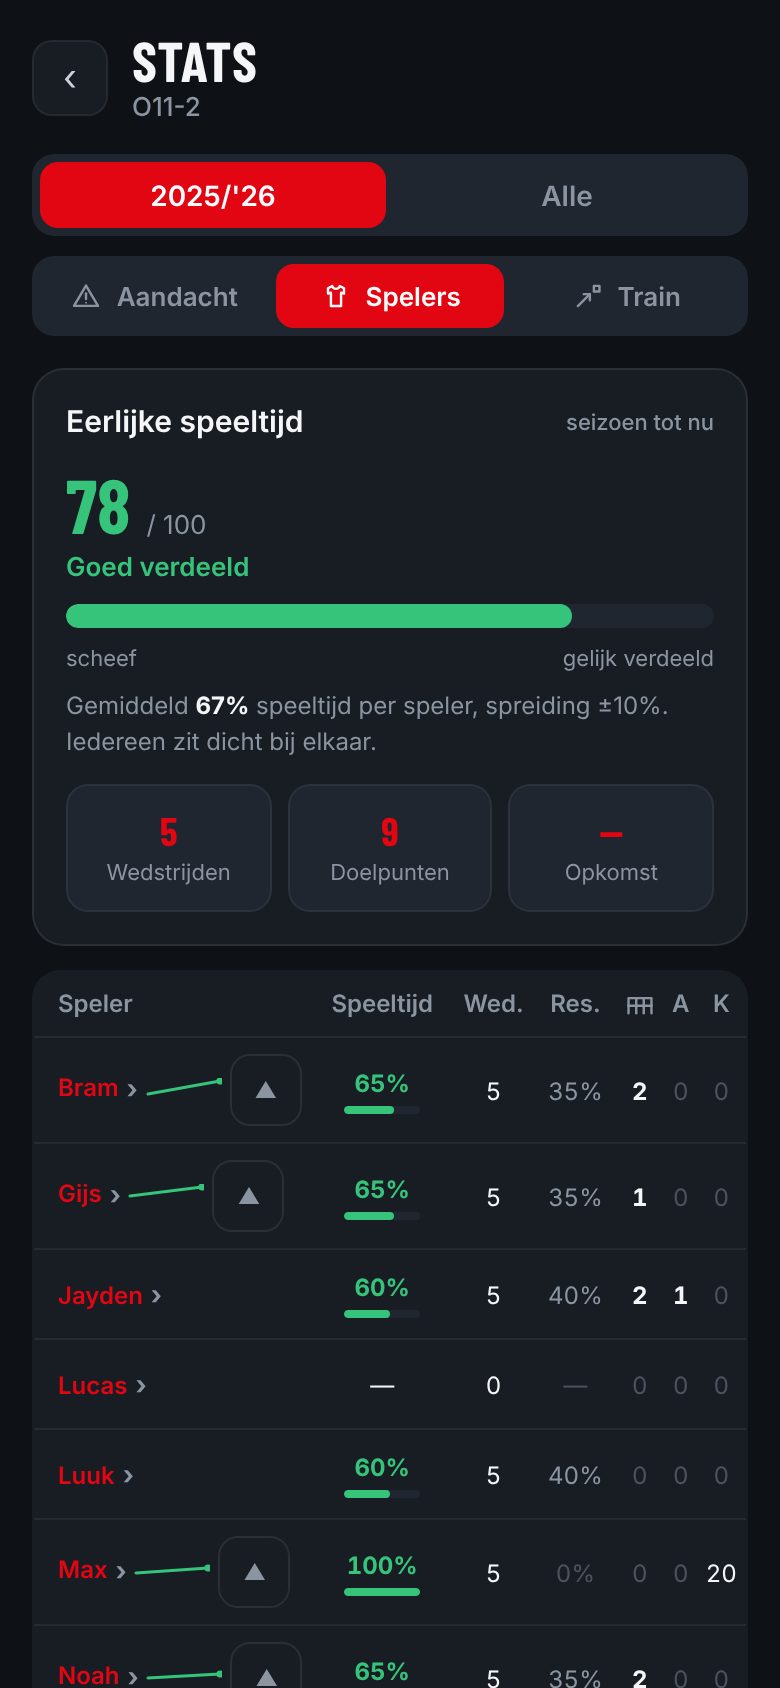 STATS
O11-2
2025/'26 Alle
Aandacht Spelers Train
Eerlijke speeltijd seizoen tot nu
78 / 100
Goed verdeeld
scheef gelijk verdeeld
Gemiddeld 67% speeltijd per speler, spreiding ±10%.
Iedereen zit dicht bij elkaar.
5 9 —
Wedstrijden Doelpunten Opkomst
Speler Speeltijd Wed. Res. A K
Bram › 65% 5 35% 2 0 0
Gijs › 65% 5 35% 1 0 0
Jayden › 60% 5 40% 2 1 0
Lucas › — 0 — 0 0 0
Luuk › 60% 5 40% 0 0 0
Max › 100% 5 0% 0 0 20
Noah › 65% 5 35% 2 0 0